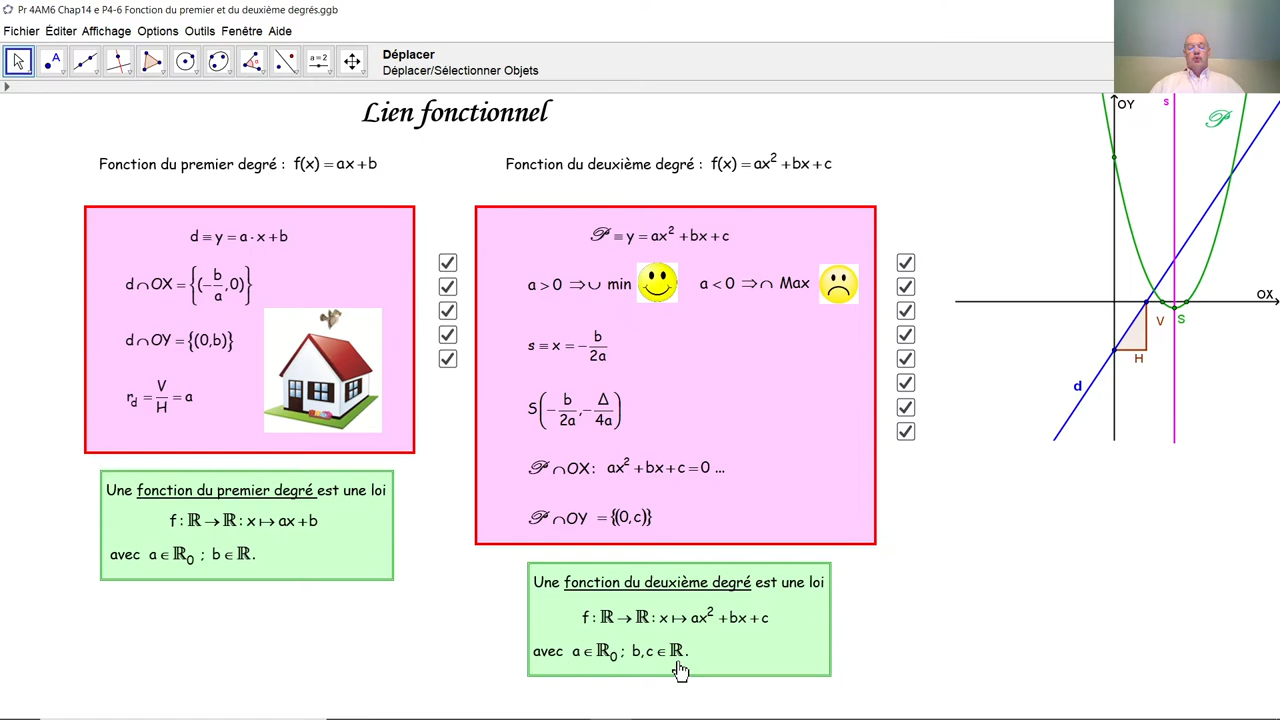 Pr 4AM6 Chap14 e P4-6 Fonction du premier et du deuxième degrés.ggb
Fichier Éditer Affichage Options Outils Fenêtre Aide
A
α
a=2
Déplacer
Déplacer/Sélectionner Objets
Lien fonctionnel
Fonction du premier degré : f(x) = ax+b
Fonction du deuxième degré : f(x) = ax² +bx+c
d ≡ y = a · x + b
d ∩ OX = {(-b/a, 0)}
d ∩ OY = {(0,b)}
r_d = V/H = a
Une fonction du premier degré est une loi
f : ℝ → ℝ : x ↦ ax + b
avec a ∈ ℝ₀ ; b ∈ ℝ.
𝒫 ≡ y = ax² + bx + c
a > 0 ⇒ ∪ min a < 0 ⇒ ∩ Max
s ≡ x = -b/2a
S(-b/2a, -Δ/4a)
𝒫 ∩ OX : ax² + bx + c = 0 ...
𝒫 ∩ OY = {(0,c)}
Une fonction du deuxième degré est une loi
f : ℝ → ℝ : x ↦ ax² + bx + c
avec a ∈ ℝ₀ ; b,c ∈ ℝ.
OY
s
𝒫
OX
V
S
H
d